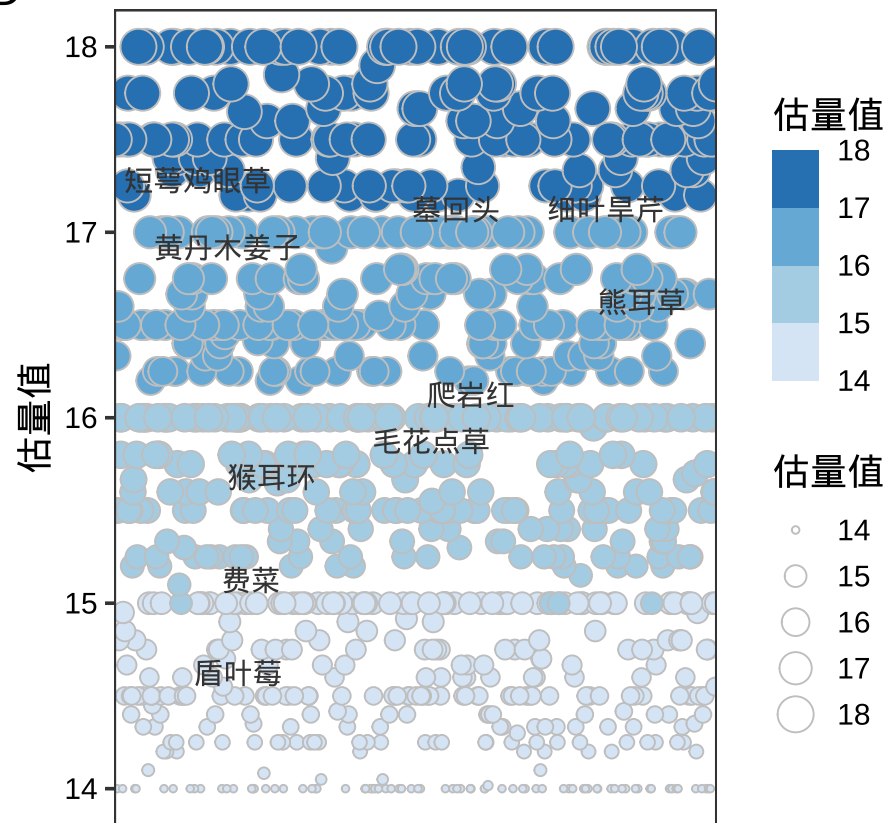 18
17
16
15
14
估量值
短萼鸡眼草
墓回头
细叶旱芹
黄丹木姜子
熊耳草
爬岩红
毛花点草
猴耳环
费菜
盾叶莓
估量值
18
17
16
15
14
估量值
14
15
16
17
18